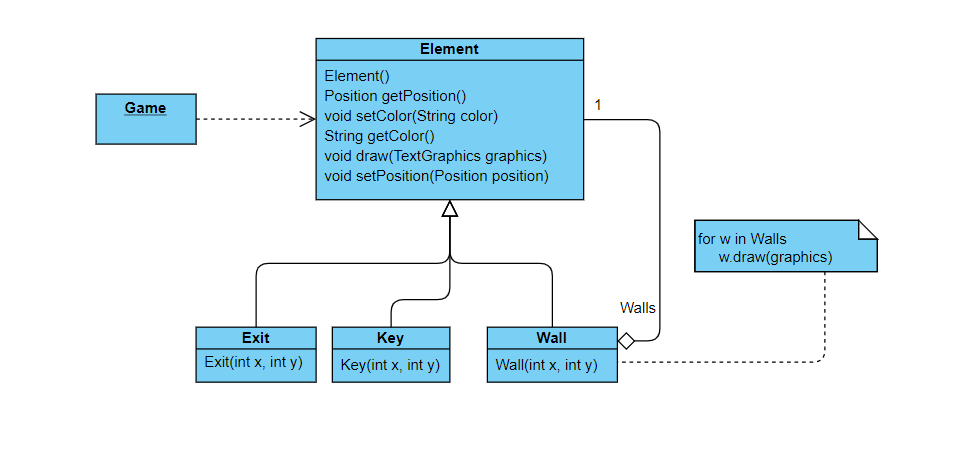 Element
Element()
Position getPosition()
void setColor(String color)
String getColor()
void draw(TextGraphics graphics)
void setPosition(Position position)
Game
1
for w in Walls
w.draw(graphics)
Walls
Exit
Exit(int x, int y)
Key
Key(int x, int y)
Wall
Wall(int x, int y)